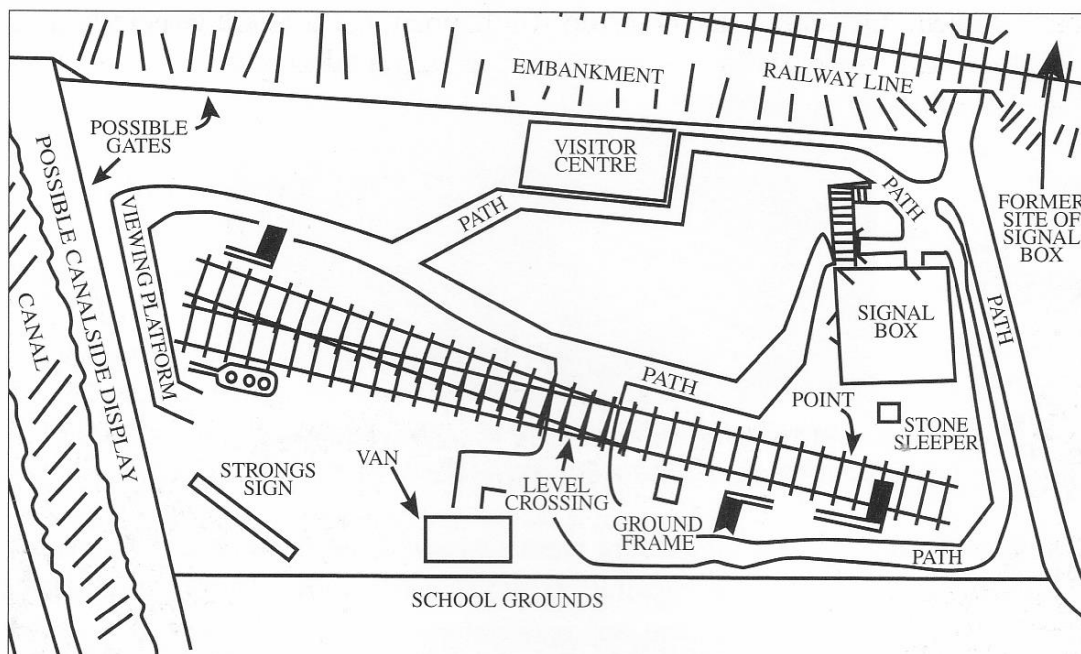 EMBANKMENT
RAILWAY LINE
POSSIBLE
GATES
VISITOR
CENTRE
PATH
FORMER
SITE OF
SIGNAL
BOX
POSSIBLE CANALSIDE DISPLAY
VIEWING PLATFORM
PATH
CANAL
SIGNAL
BOX
PATH
PATH
POINT
STONE
SLEEPER
STRONGS
SIGN
VAN
LEVEL
CROSSING
GROUND
FRAME
PATH
SCHOOL GROUNDS